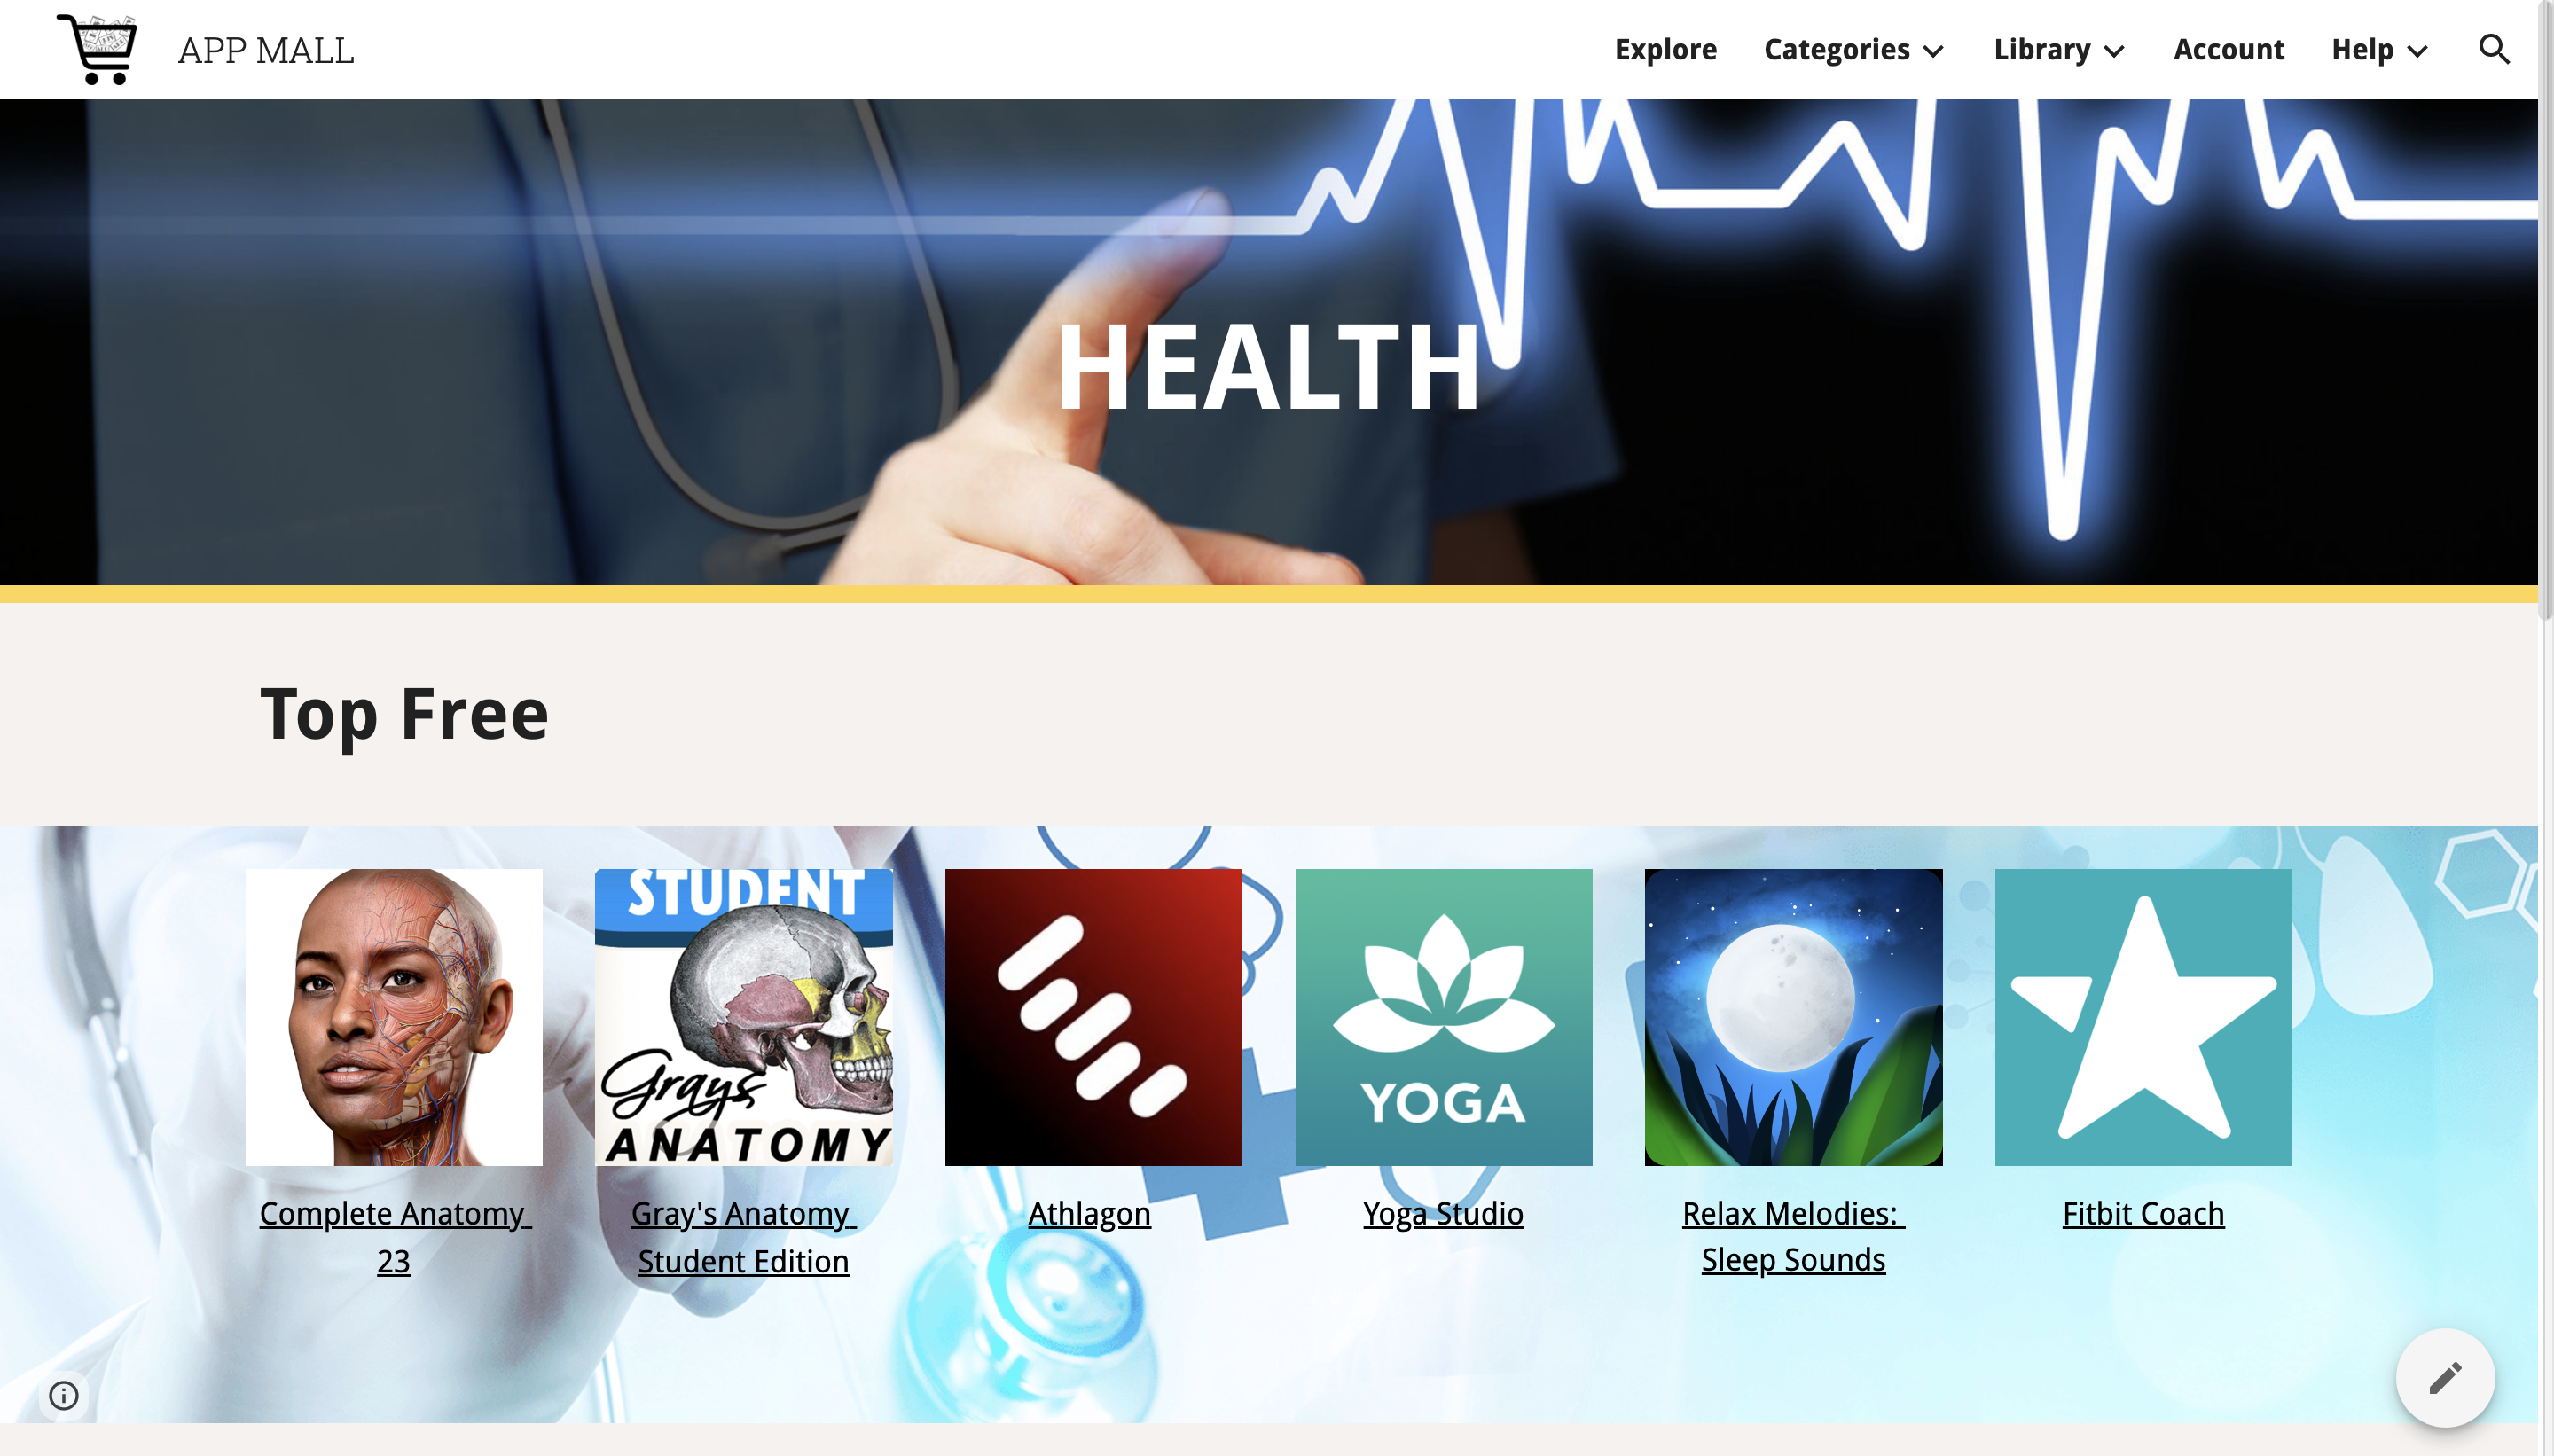 APP MALL
Explore
Categories
Library
Account
Help
HEALTH
Top Free
STUDENT
Grays
ANATOMY
YOGA
Complete Anatomy
23
Gray's Anatomy
Student Edition
Athlagon
Yoga Studio
Relax Melodies:
Sleep Sounds
Fitbit Coach